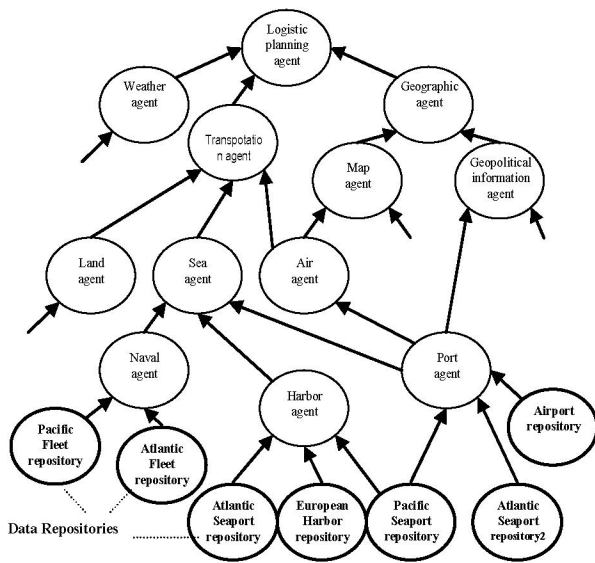 Logistic
planning
agent
Weather
agent
Geographic
agent
Transpotatio
n agent
Map
agent
Geopolitical
information
agent
Land
agent
Sea
agent
Air
agent
Naval
agent
Port
agent
Harbor
agent
Airport
repository
Pacific
Fleet
repository
Atlantic
Fleet
repository
Data Repositories
Atlantic
Seaport
repository
European
Harbor
repository
Pacific
Seaport
repository
Atlantic
Seaport
repository2